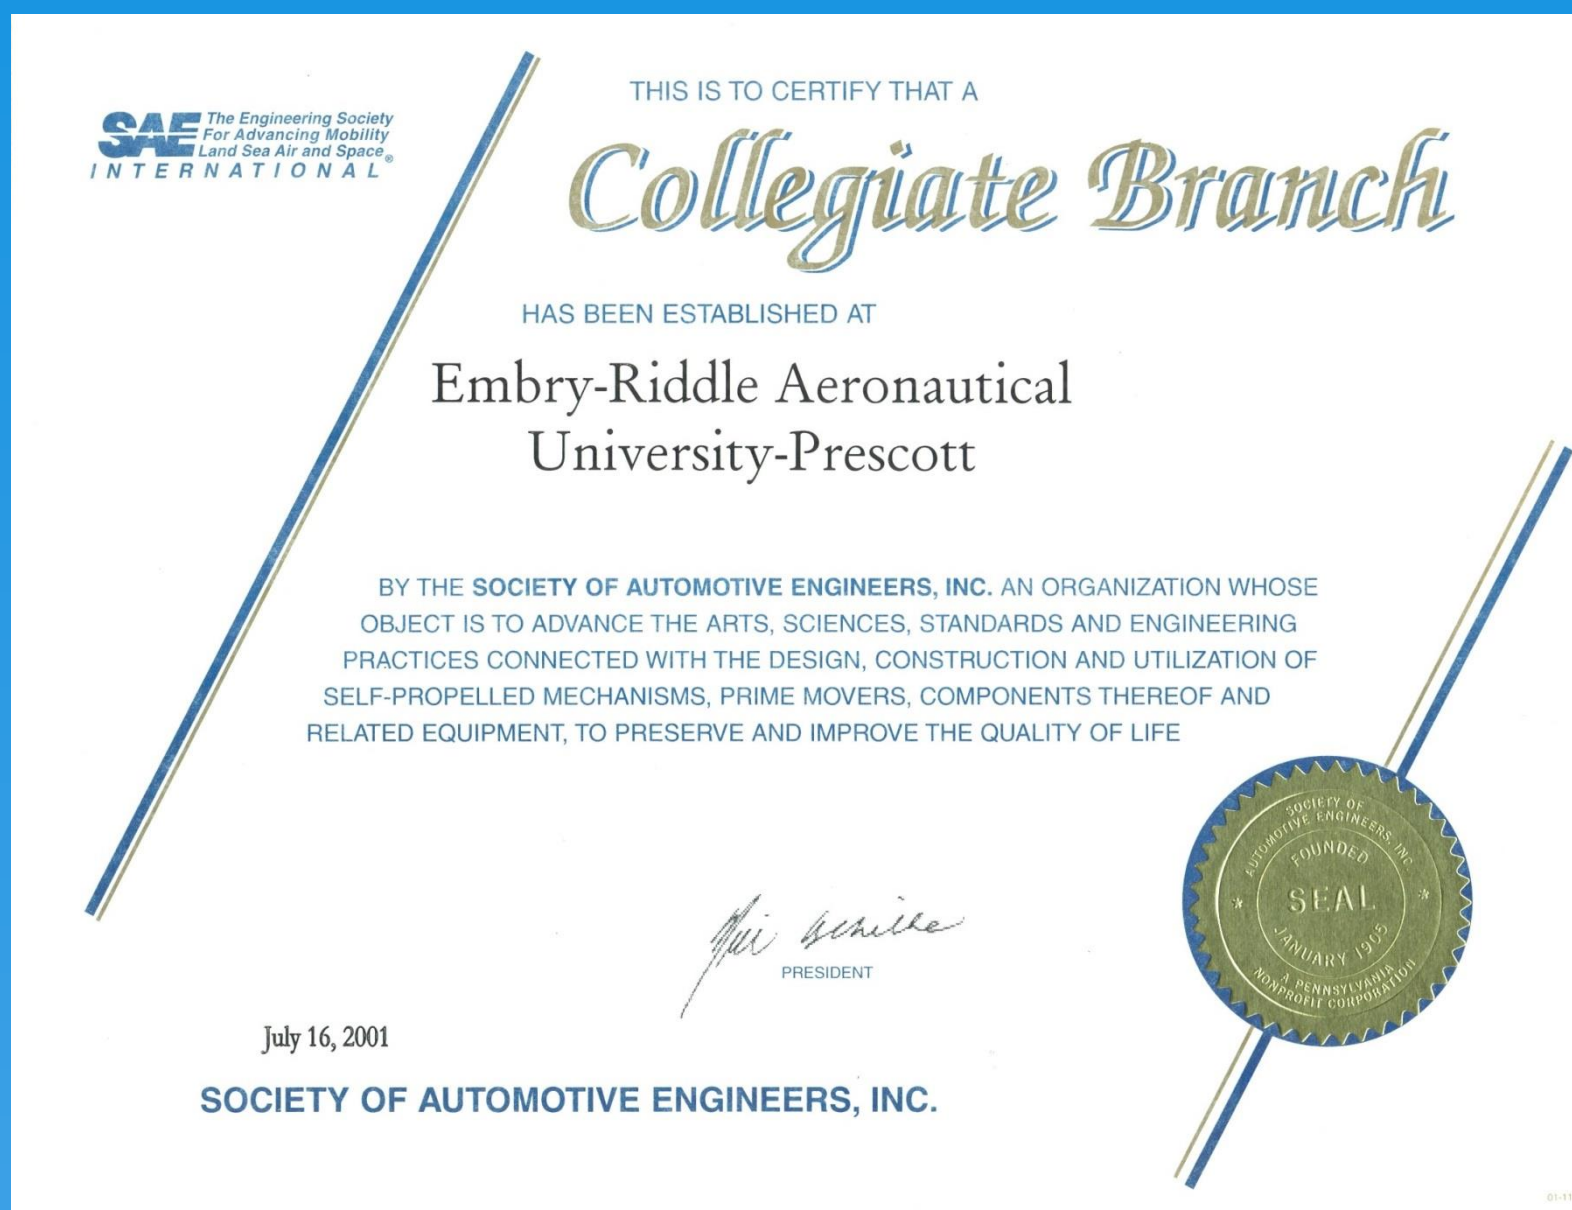 SAE The Engineering Society
For Advancing Mobility
Land Sea Air and Space®
INTERNATIONAL
THIS IS TO CERTIFY THAT A
Collegiate Branch
HAS BEEN ESTABLISHED AT
Embry-Riddle Aeronautical
University-Prescott
BY THE SOCIETY OF AUTOMOTIVE ENGINEERS, INC. AN ORGANIZATION WHOSE
OBJECT IS TO ADVANCE THE ARTS, SCIENCES, STANDARDS AND ENGINEERING
PRACTICES CONNECTED WITH THE DESIGN, CONSTRUCTION AND UTILIZATION OF
SELF-PROPELLED MECHANISMS, PRIME MOVERS, COMPONENTS THEREOF AND
RELATED EQUIPMENT, TO PRESERVE AND IMPROVE THE QUALITY OF LIFE
PRESIDENT
SOCIETY OF
AUTOMOTIVE ENGINEERS, INC.
FOUNDED
SEAL
JANUARY 1905
A PENNSYLVANIA
NONPROFIT CORPORATION
July 16, 2001
SOCIETY OF AUTOMOTIVE ENGINEERS, INC.